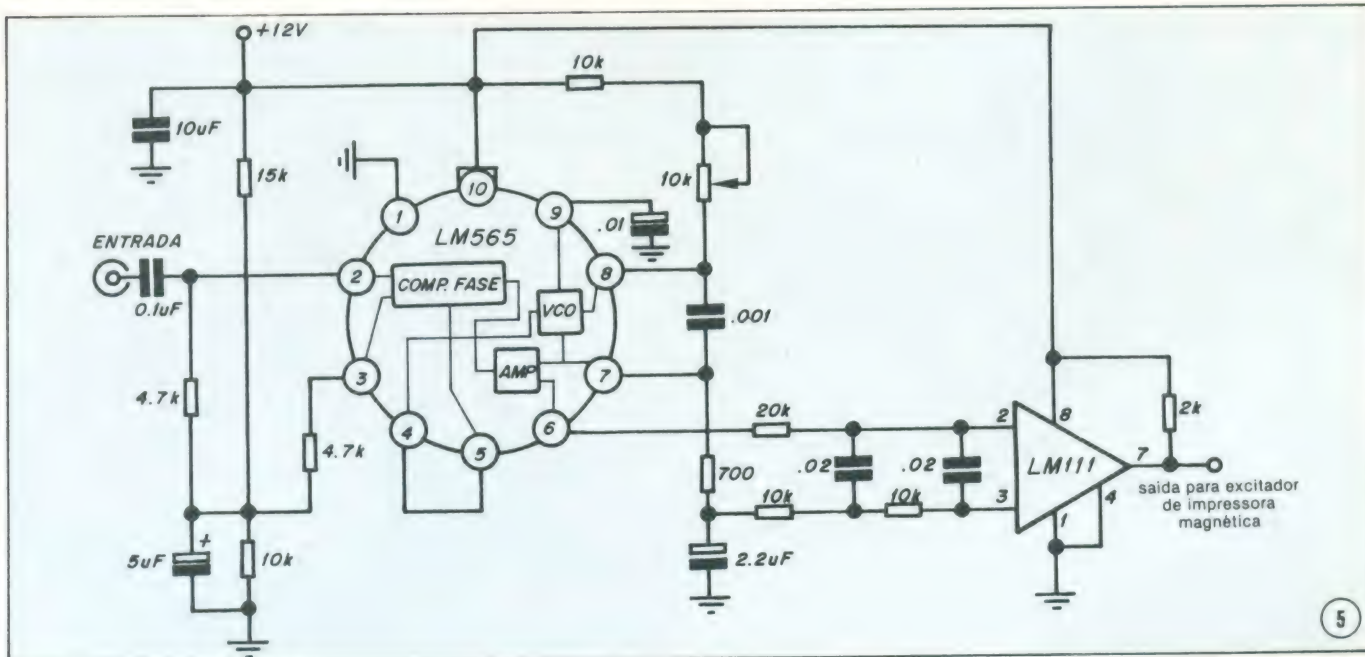 +12V
10k
10uF
15k
10k
1
10
9
.01
LM565
ENTRADA
2
COMP. FASE
8
0.1uF
VCO
.001
AMP
3
7
4.7k
4.7k
4
5
6
20k
2
8
2k
.02
.02
LM111
7
700
saida para excitador
de impressora
magnética
10k
10k
3
1
4
5uF
+
10k
2.2uF
5